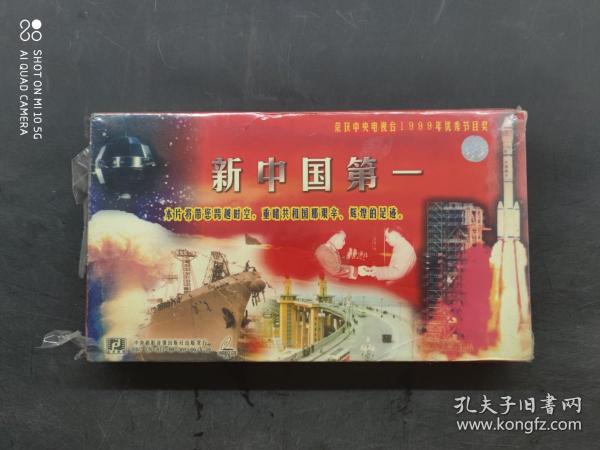 SHOT ON MI 10 5G
AI QUAD CAMERA
荣获中央电视台1999年优秀节目奖
新中国第一
本片将带您跨越时空，重睹共和国那艰辛、辉煌的足迹。
孔夫子旧书网
www.kongfz.com